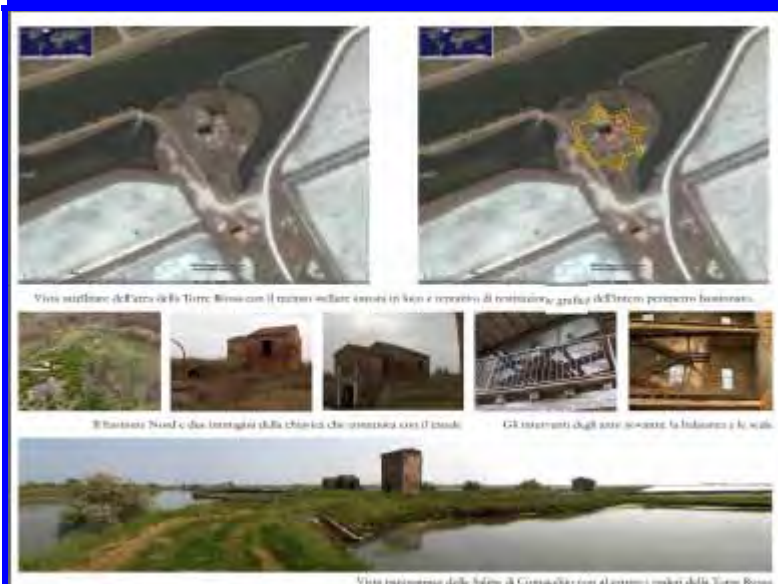 Vista satellitare dell'area della Torre Rossa con il recinto stellare ancora in loco e tentativo di restituzione grafica dell'intero perimetro bastionato.
Il bastione Nord e due immagini della chiavica che comunica con il canale
Gli interventi degli anni novanta: la balaustra e le scale
Vista panoramica delle Saline di Comacchio con al centro i ruderi della Torre Rossa